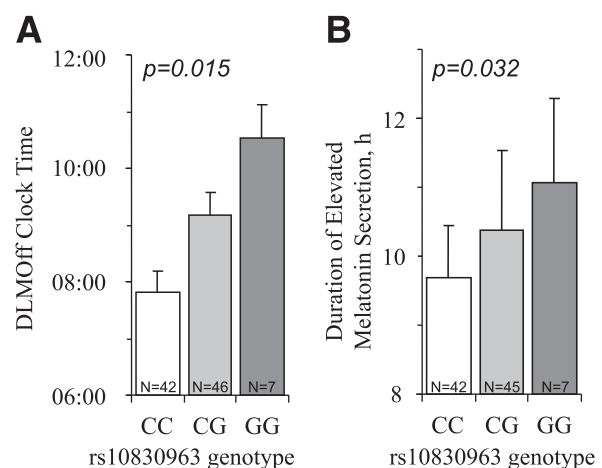 A
DLMOff Clock Time
12:00
10:00
08:00
06:00
p=0.015
N=42 N=46 N=7
CC CG GG
rs10830963 genotype
B
Duration of Elevated
Melatonin Secretion, h
12
10
8
p=0.032
N=42 N=45 N=7
CC CG GG
rs10830963 genotype